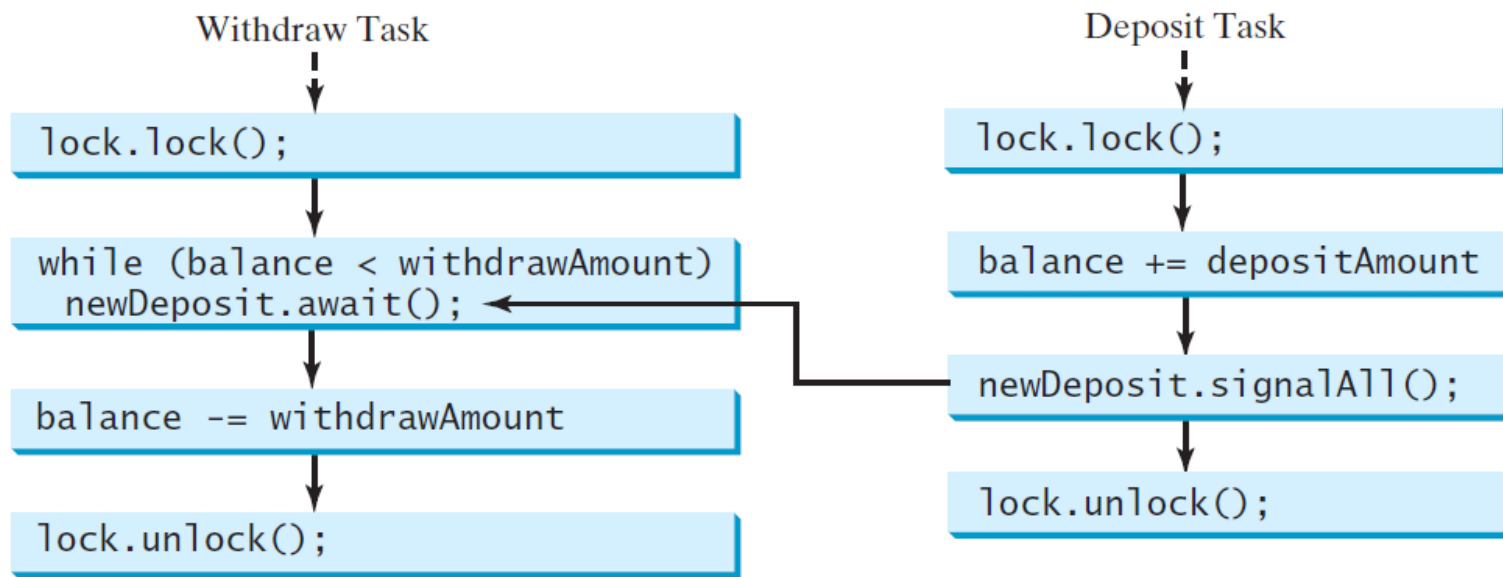 Withdraw Task
lock.lock();
while (balance < withdrawAmount)
newDeposit.await();
balance -= withdrawAmount
lock.unlock();
Deposit Task
lock.lock();
balance += depositAmount
newDeposit.signalAll();
lock.unlock();